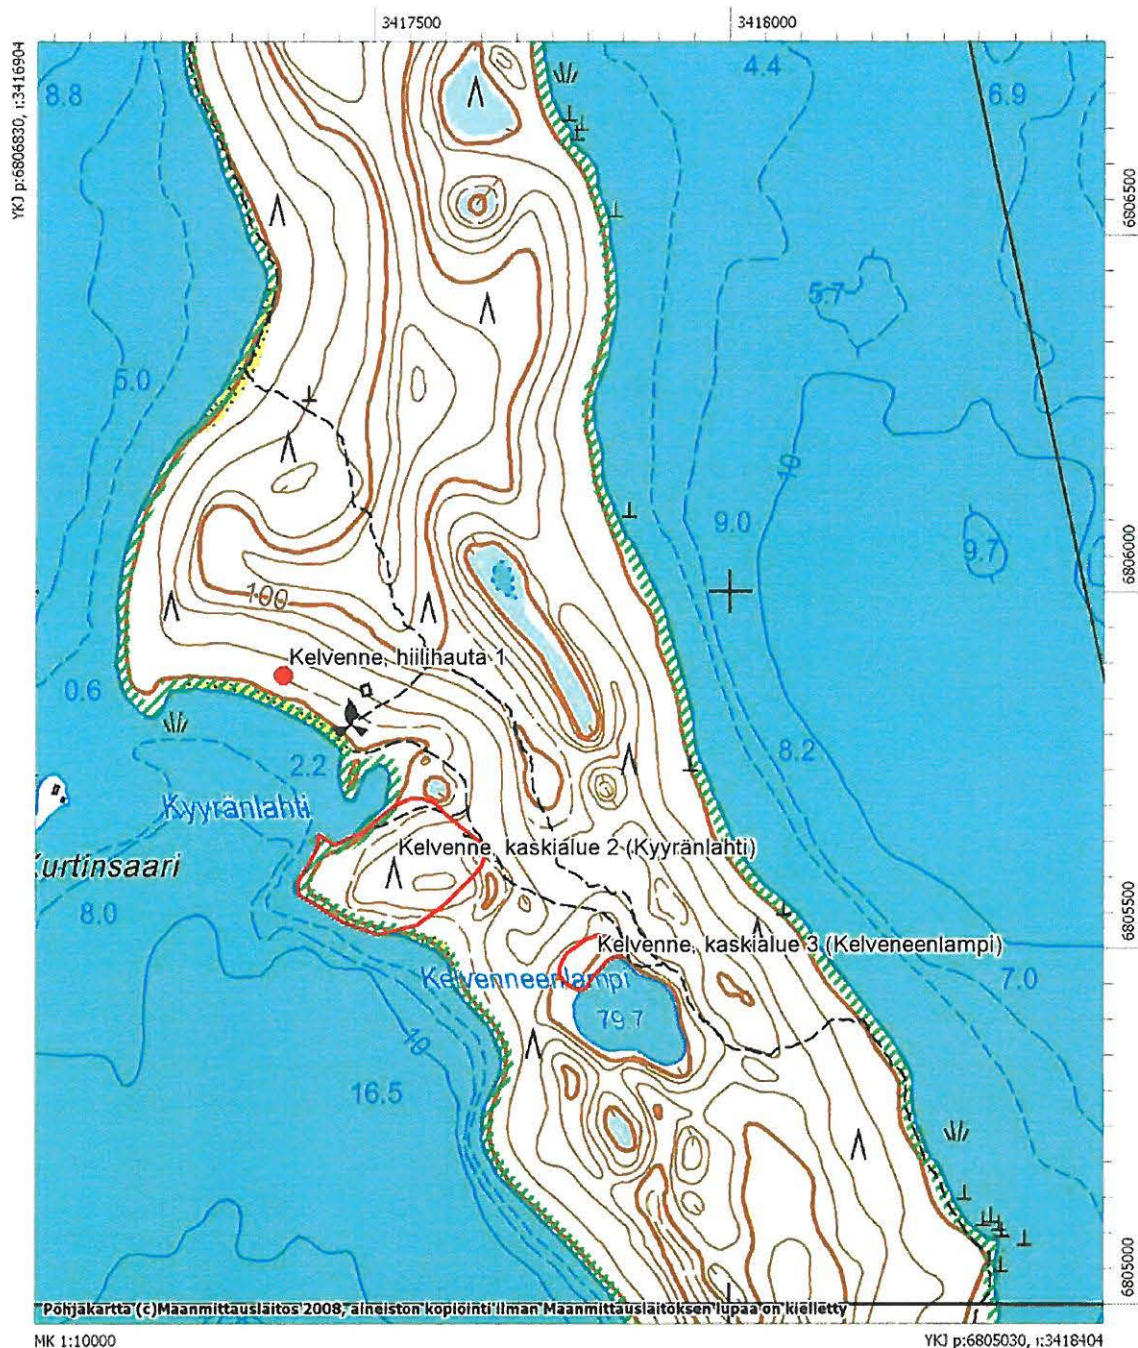 3417500
3418000
YKJ p:6806830, i:3416904
8.8
4.4
6.9
6806500
5.7
5.0
10
9.0
9.7
6806000
100
Kelvenne, hiilihauta 1
0.6
2.2
8.2
Kyyränlahti
Kelvenne, kaskialue 2 (Kyyränlahti)
Kurtinsaari
8.0
6805500
Kelvenne, kaskialue 3 (Kelveneenlampi)
Kelvenneenlampi
7.0
79.7
10
16.5
6805000
Pohjakartta (c)Maanmittauslaitos 2008, aineiston kopiointi ilman Maanmittauslaitoksen lupaa on kielletty
MK 1:10000
YKJ p:6805030, i:3418404